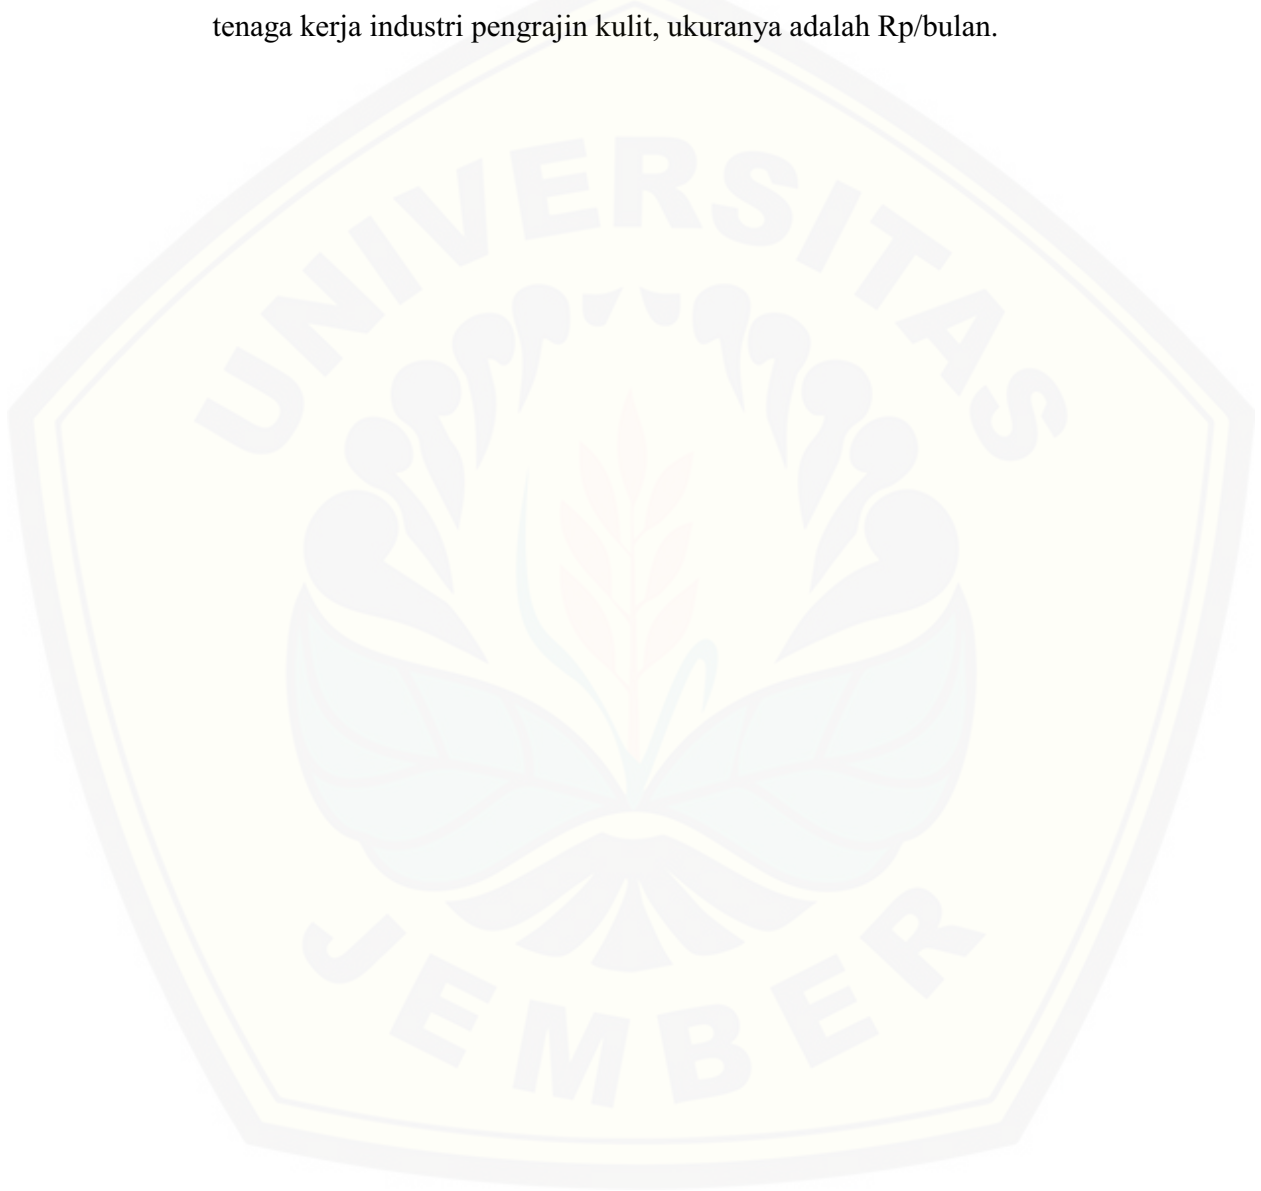 tenaga kerja industri pengrajin kulit, ukuranya adalah Rp/bulan.
UNIVERSITAS
JEMBER